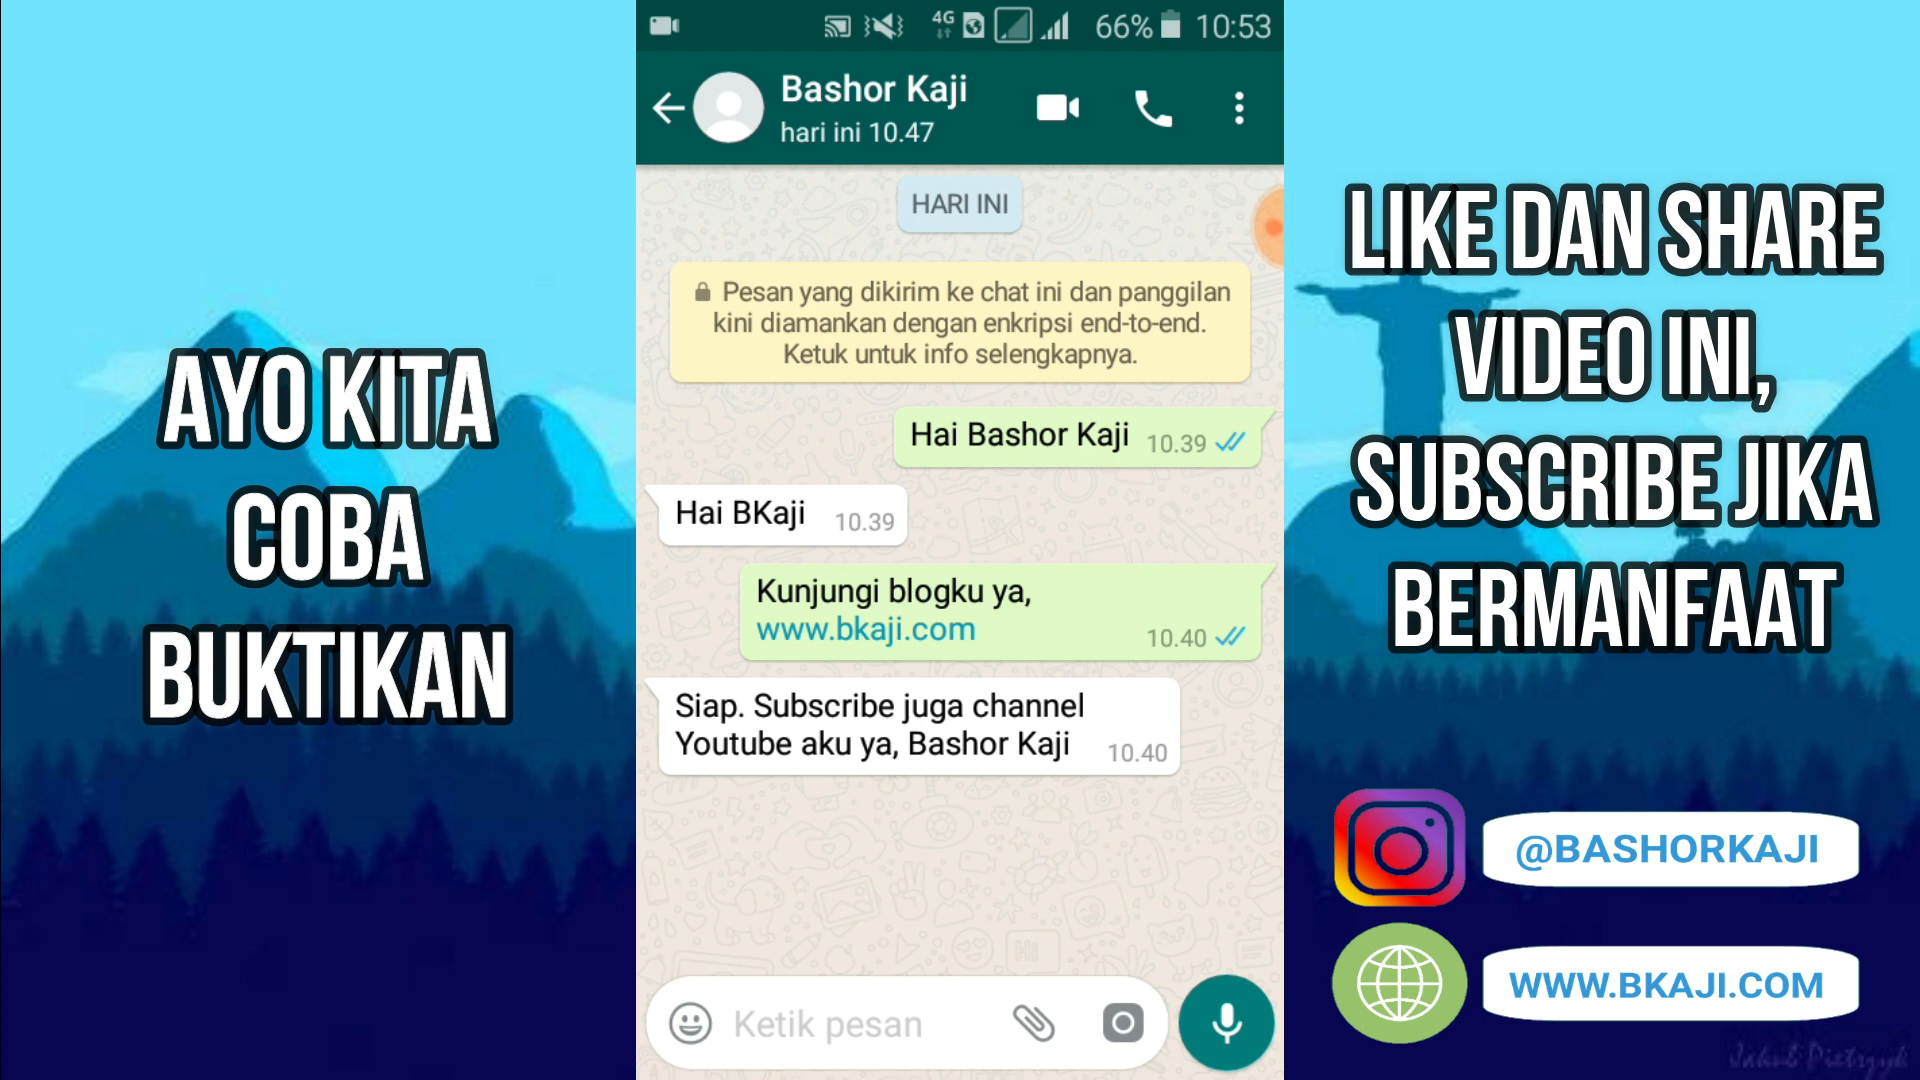 AYO KITA
COBA
BUKTIKAN
4G
66%
10:53
Bashor Kaji
hari ini 10.47
HARI INI
Pesan yang dikirim ke chat ini dan panggilan
kini diamankan dengan enkripsi end-to-end.
Ketuk untuk info selengkapnya.
Hai Bashor Kaji 10.39
Hai BKaji 10.39
Kunjungi blogku ya,
www.bkaji.com 10.40
Siap. Subscribe juga channel
Youtube aku ya, Bashor Kaji 10.40
Ketik pesan
LIKE DAN SHARE
VIDEO INI,
SUBSCRIBE JIKA
BERMANFAAT
@BASHORKAJI
WWW.BKAJI.COM